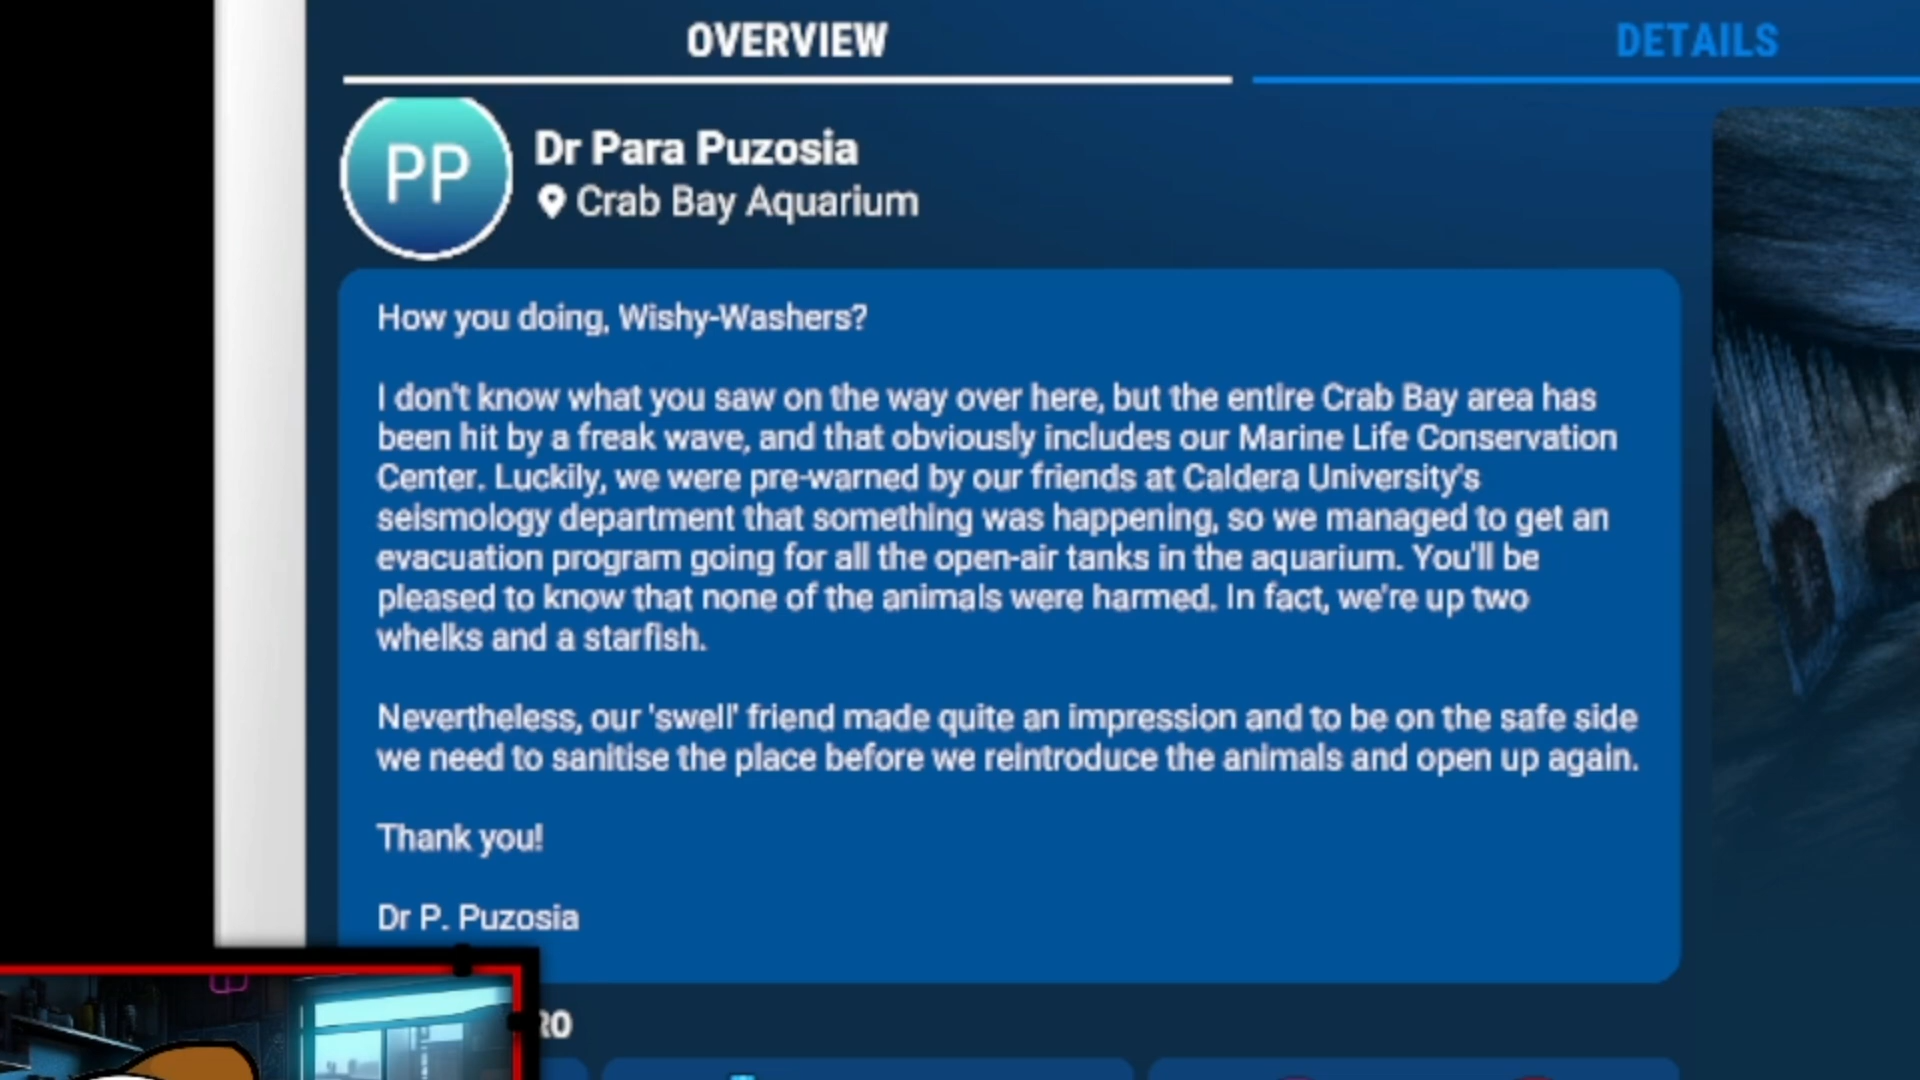 OVERVIEW
DETAILS
PP
Dr Para Puzosia
Crab Bay Aquarium
How you doing, Wishy-Washers?
I don't know what you saw on the way over here, but the entire Crab Bay area has
been hit by a freak wave, and that obviously includes our Marine Life Conservation
Center. Luckily, we were pre-warned by our friends at Caldera University's
seismology department that something was happening, so we managed to get an
evacuation program going for all the open-air tanks in the aquarium. You'll be
pleased to know that none of the animals were harmed. In fact, we're up two
whelks and a starfish.
Nevertheless, our 'swell' friend made quite an impression and to be on the safe side
we need to sanitise the place before we reintroduce the animals and open up again.
Thank you!
Dr P. Puzosia